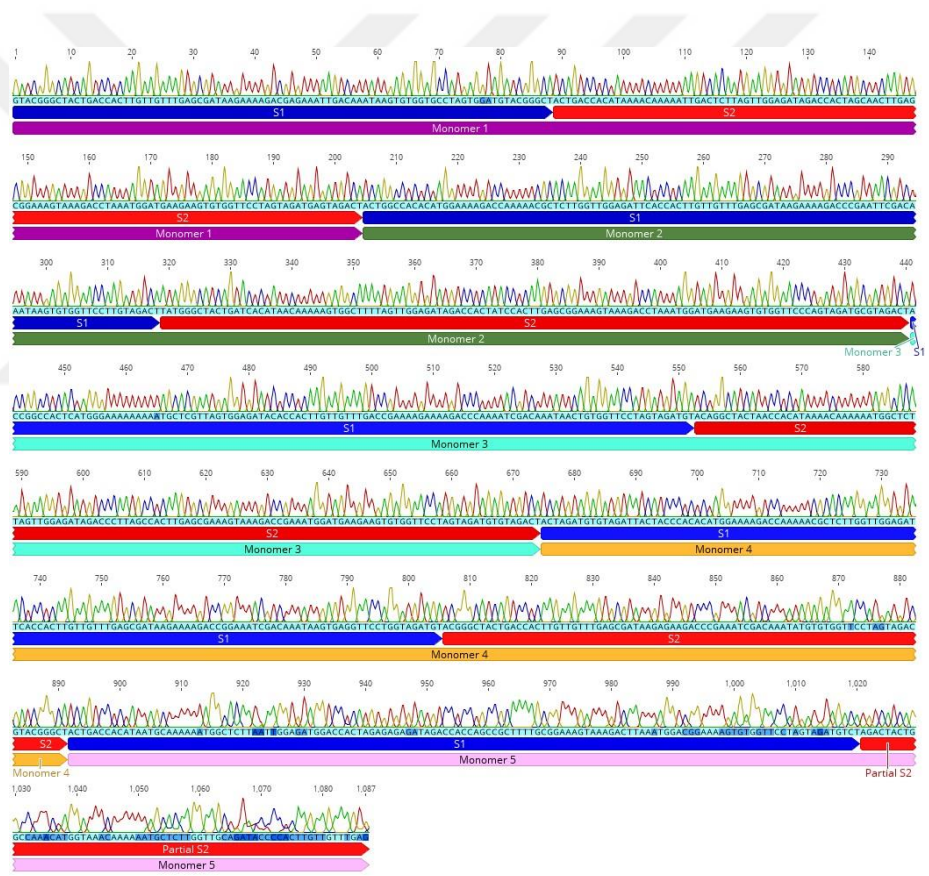 1 10 20 30 40 50 60 70 80 90 100 110 120 130 140
GTACGGGCTACTGACCACTTGTTGTTTGAGCGATAAGAAAAGACGAGAAATTGACAAATAAGTGTGGTGCCTAGTGGATGTACGGGCTACTGACCACATAAAACAAAAATTGACTCTTAGTTGGAGATAGACCACTAGCAACTTGAG
S1 S2
Monomer 1
150 160 170 180 190 200 210 220 230 240 250 260 270 280 290
CGGAAAGTAAAGACCTAAATGGATGAAGAAGTGTGGTTCCTAGTAGATGAGTAGACTACTGGCCACACATGGAAAAGACCAAAAACGCTCTTGGTTGGAGATTCACCACTTGTTGTTTGAGCGATAAGAAAAGACCCGAATTCGACA
S2 S1
Monomer 1 Monomer 2
300 310 320 330 340 350 360 370 380 390 400 410 420 430 440
AATAAGTGTGGTTCCTTGTAGACTTATGGGCTACTGATCACATAACAAAAAGTGGCTTTTAGTTGGAGATAGACCACTATCCACTTGAGCGGAAAGTAAAGACCTAAATGGATGAAGAAGTGTGGTTCCCAGTAGATGCGTAGACTA
S1 S2
Monomer 2
Monomer 3 S1
450 460 470 480 490 500 510 520 530 540 550 560 570 580
CCGGCCACTCATGGGAAAAAAAAATGCTCGTTAGTGGAGATACACCACTTGTTGTTTGACCGAAAAGAAAAGACCCAAAATCGACAAATAACTGTGGTTCCTAGTAGATGTACAGGCTACTAACCACATAAAACAAAAAATGGCTCT
S1 S2
Monomer 3
590 600 610 620 630 640 650 660 670 680 690 700 710 720 730
TAGTTGGAGATAGACCCTTAGCCACTTGAGCGAAAGTAAAGACCGAAATGGATGAAGAAGTGTGGTTCCTAGTAGATGTGTAGACTACTAGATGTGTAGATTACTACCCACACATGGAAAAGACCAAAAACGCTCTTGGTTGGAGAT
S2 S1
Monomer 3 Monomer 4
740 750 760 770 780 790 800 810 820 830 840 850 860 870 880
TCACCACTTGTTGTTTGAGCGATAAGAAAAGACCGGAAATCGACAAATAAGTGAGGTTCCTGGTAGATGTACGGGCTACTGACCACTTGTTGTTTGAGCGATAAGAGAAGACCCGAAATCGACAAATATGTGTGGTTCCTAGTAGAC
S1 S2
Monomer 4
890 900 910 920 930 940 950 960 970 980 990 1,000 1,010 1,020
GTACGGGCTACTGACCACATAATGCAAAAAATGGCTCTTAATTGGAGATGGACCACTAGAGAGAGATAGACCACCAGCCGCTTTTGCGGAAAGTAAAGACTTAAATGGACGGAAAAGTGTGGTTCCTAGTAGATGTCTAGACTACTG
S2 S1
Monomer 5
Monomer 4 Partial S2
1,030 1,040 1,050 1,060 1,070 1,080 1,087
GCCAAACATGGTAAACAAAAAATGCTCTTGGTTGCAGATACCCCACTTGTTGTTTGAG
Partial S2
Monomer 5